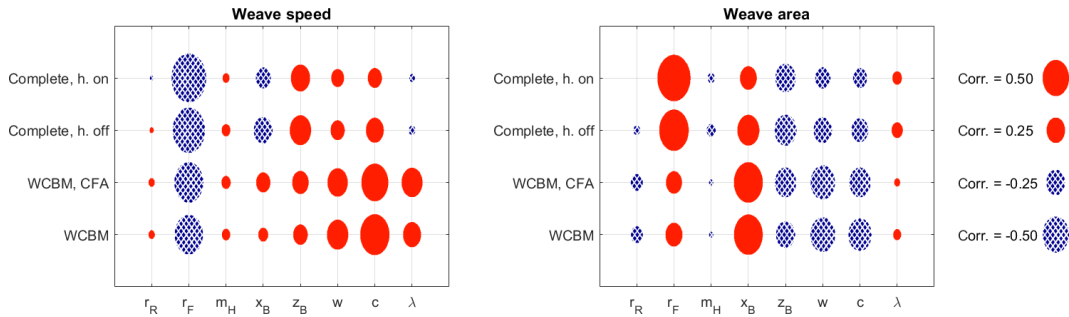 Weave speed
Complete, h. on
Complete, h. off
WCBM, CFA
WCBM
r_R r_F m_H x_B z_B w c λ
Weave area
Complete, h. on
Complete, h. off
WCBM, CFA
WCBM
r_R r_F m_H x_B z_B w c λ
Corr. = 0.50
Corr. = 0.25
Corr. = -0.25
Corr. = -0.50